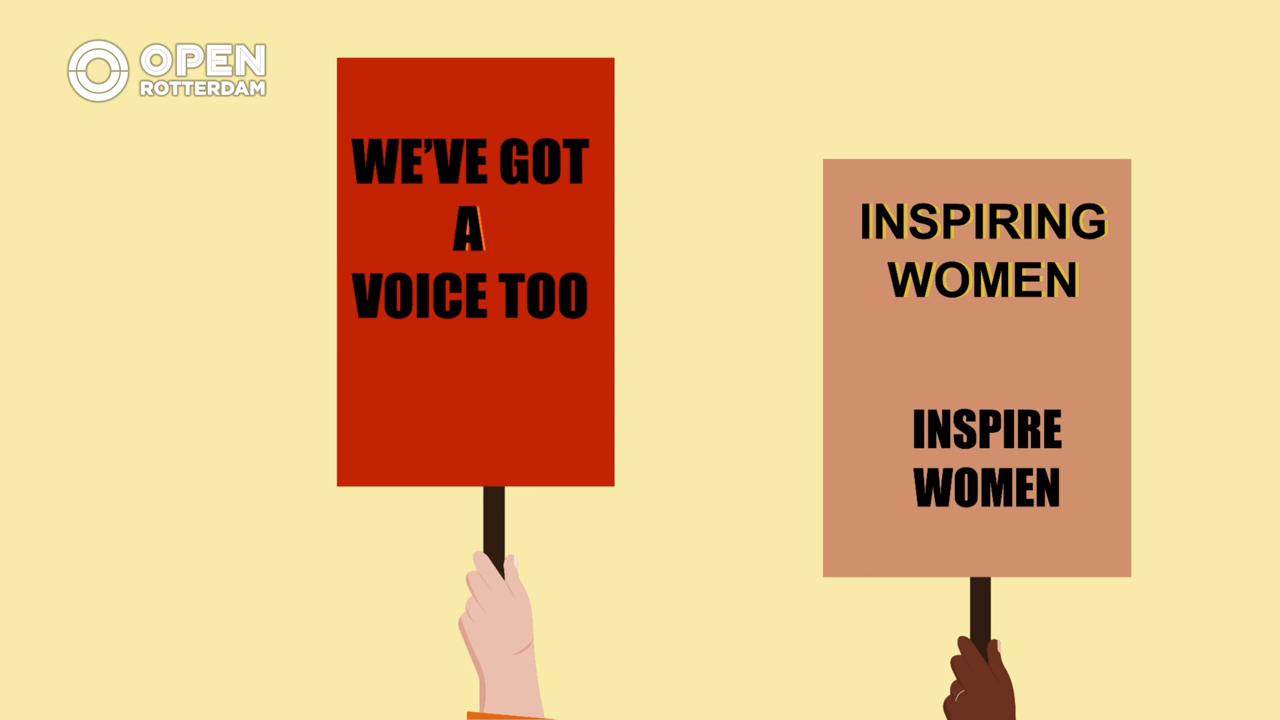 OPEN
ROTTERDAM
WE'VE GOT
A
VOICE TOO
INSPIRING
WOMEN
INSPIRE
WOMEN